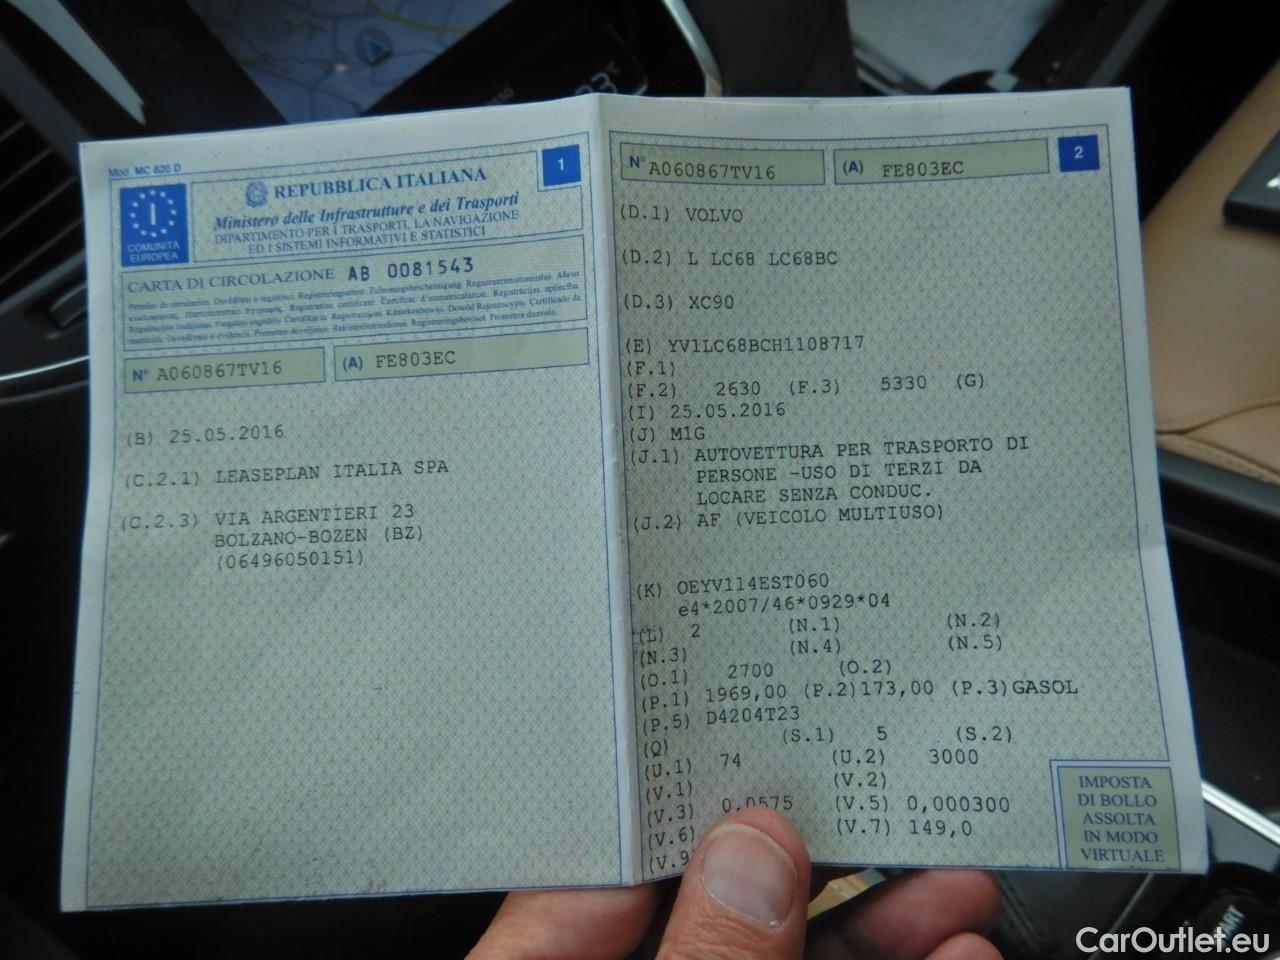 Mod. MC 820 D
1
I
COMUNITÀ
EUROPEA
REPUBBLICA ITALIANA
Ministero delle Infrastrutture e dei Trasporti
DIPARTIMENTO PER I TRASPORTI, LA NAVIGAZIONE
ED I SISTEMI INFORMATIVI E STATISTICI
CARTA DI CIRCOLAZIONE AB 0081543
N° A060867TV16 (A) FE803EC
(B) 25.05.2016
(C.2.1) LEASEPLAN ITALIA SPA
(C.2.3) VIA ARGENTIERI 23
BOLZANO-BOZEN (BZ)
(06496050151)
N° A060867TV16 (A) FE803EC 2
(D.1) VOLVO
(D.2) L LC68 LC68BC
(D.3) XC90
(E) YV1LC68BCH1108717
(F.1)
(F.2) 2630 (F.3) 5330 (G)
(I) 25.05.2016
(J) M1G
(J.1) AUTOVETTURA PER TRASPORTO DI
PERSONE -USO DI TERZI DA
LOCARE SENZA CONDUC.
(J.2) AF (VEICOLO MULTIUSO)
(K) OEYV114EST060
e4*2007/46*0929*04
(L) 2 (N.1) (N.2)
(N.3) (N.4) (N.5)
(O.1) 2700 (O.2)
(P.1) 1969,00 (P.2)173,00 (P.3)GASOL
(P.5) D4204T23
(Q) (S.1) 5 (S.2)
(U.1) 74 (U.2) 3000
(V.1) (V.2)
(V.3) 0,0575 (V.5) 0,000300
(V.6) (V.7) 149,0
(V.9
IMPOSTA
DI BOLLO
ASSOLTA
IN MODO
VIRTUALE
CarOutlet.eu